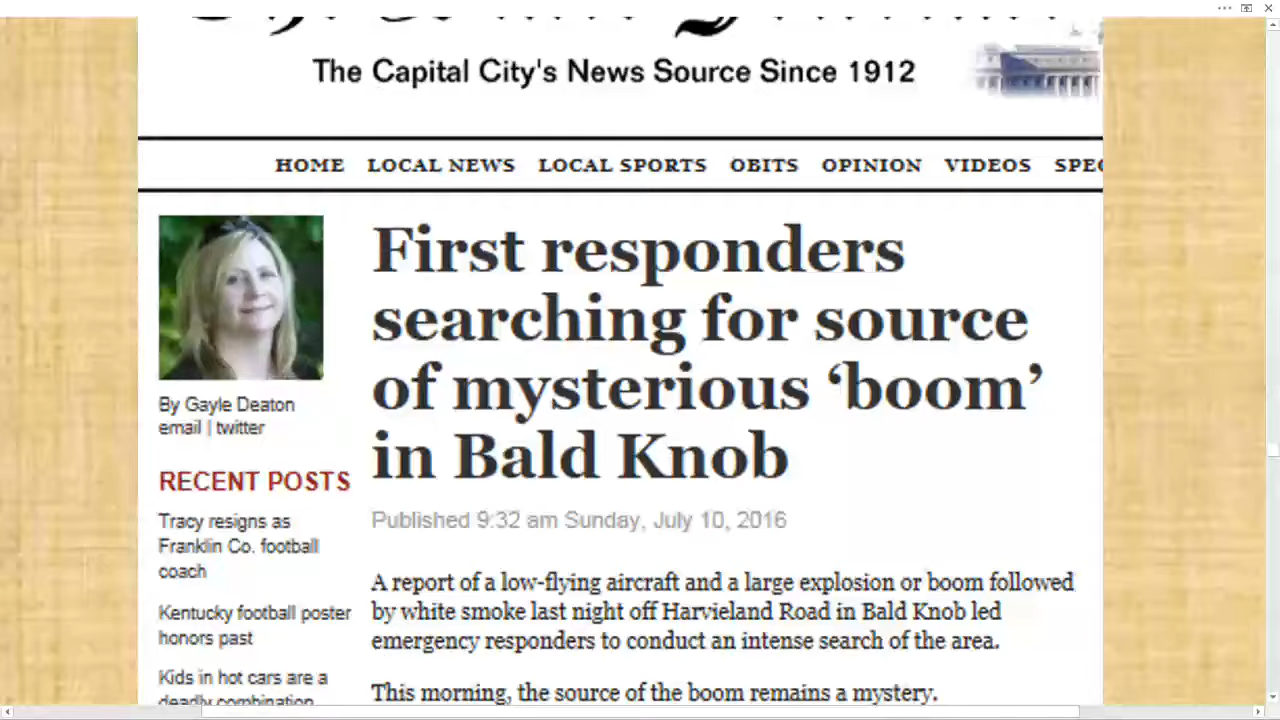 The Capital City's News Source Since 1912
HOME LOCAL NEWS LOCAL SPORTS OBITS OPINION VIDEOS
By Gayle Deaton
email | twitter
RECENT POSTS
Tracy resigns as
Franklin Co. football
coach
Kentucky football poster
honors past
Kids in hot cars are a
deadly combination
First responders
searching for source
of mysterious ‘boom’
in Bald Knob
Published 9:32 am Sunday, July 10, 2016
A report of a low-flying aircraft and a large explosion or boom followed
by white smoke last night off Harvieland Road in Bald Knob led
emergency responders to conduct an intense search of the area.
This morning, the source of the boom remains a mystery.